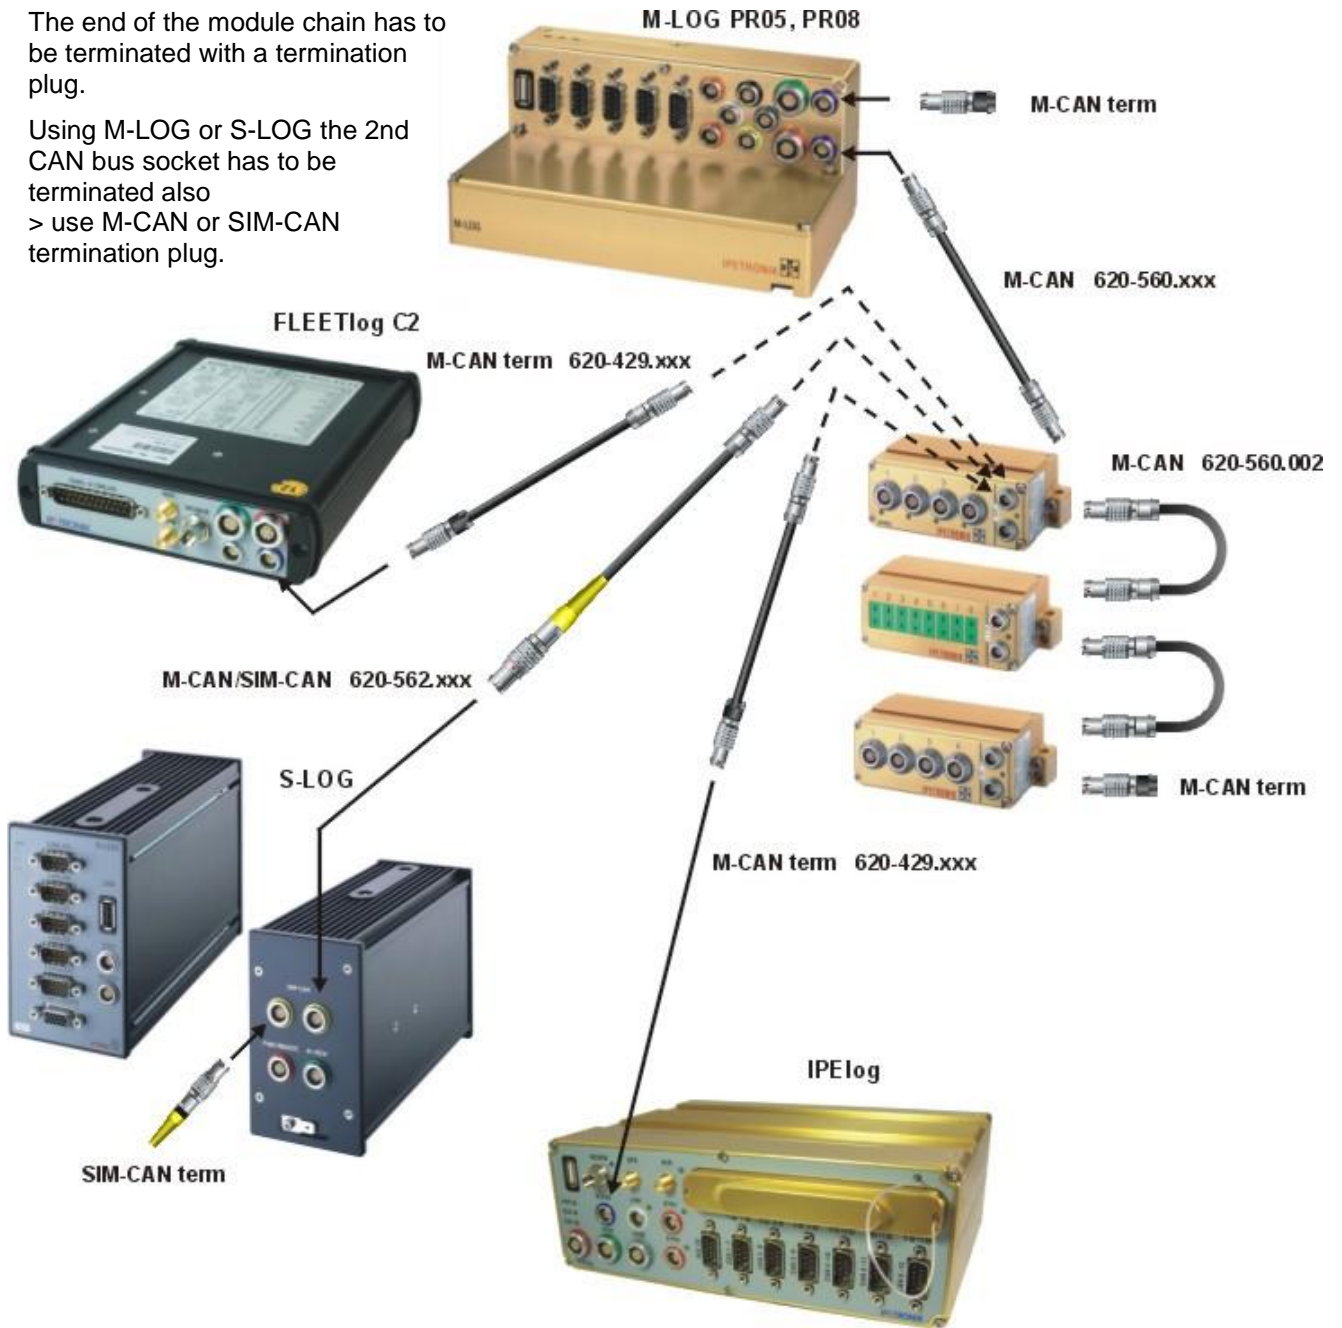 The end of the module chain has to
be terminated with a termination
plug.
Using M-LOG or S-LOG the 2nd
CAN bus socket has to be
terminated also
> use M-CAN or SIM-CAN
termination plug.
M-LOG PR05, PR08
M-CAN term
M-LOG
IPETRONIK
M-CAN 620-560.xxx
FLEETlog C2
M-CAN term 620-429.xxx
M-CAN 620-560.002
M-CAN/SIM-CAN 620-562.xxx
S-LOG
M-CAN term
M-CAN term 620-429.xxx
SIM-CAN term
IPElog